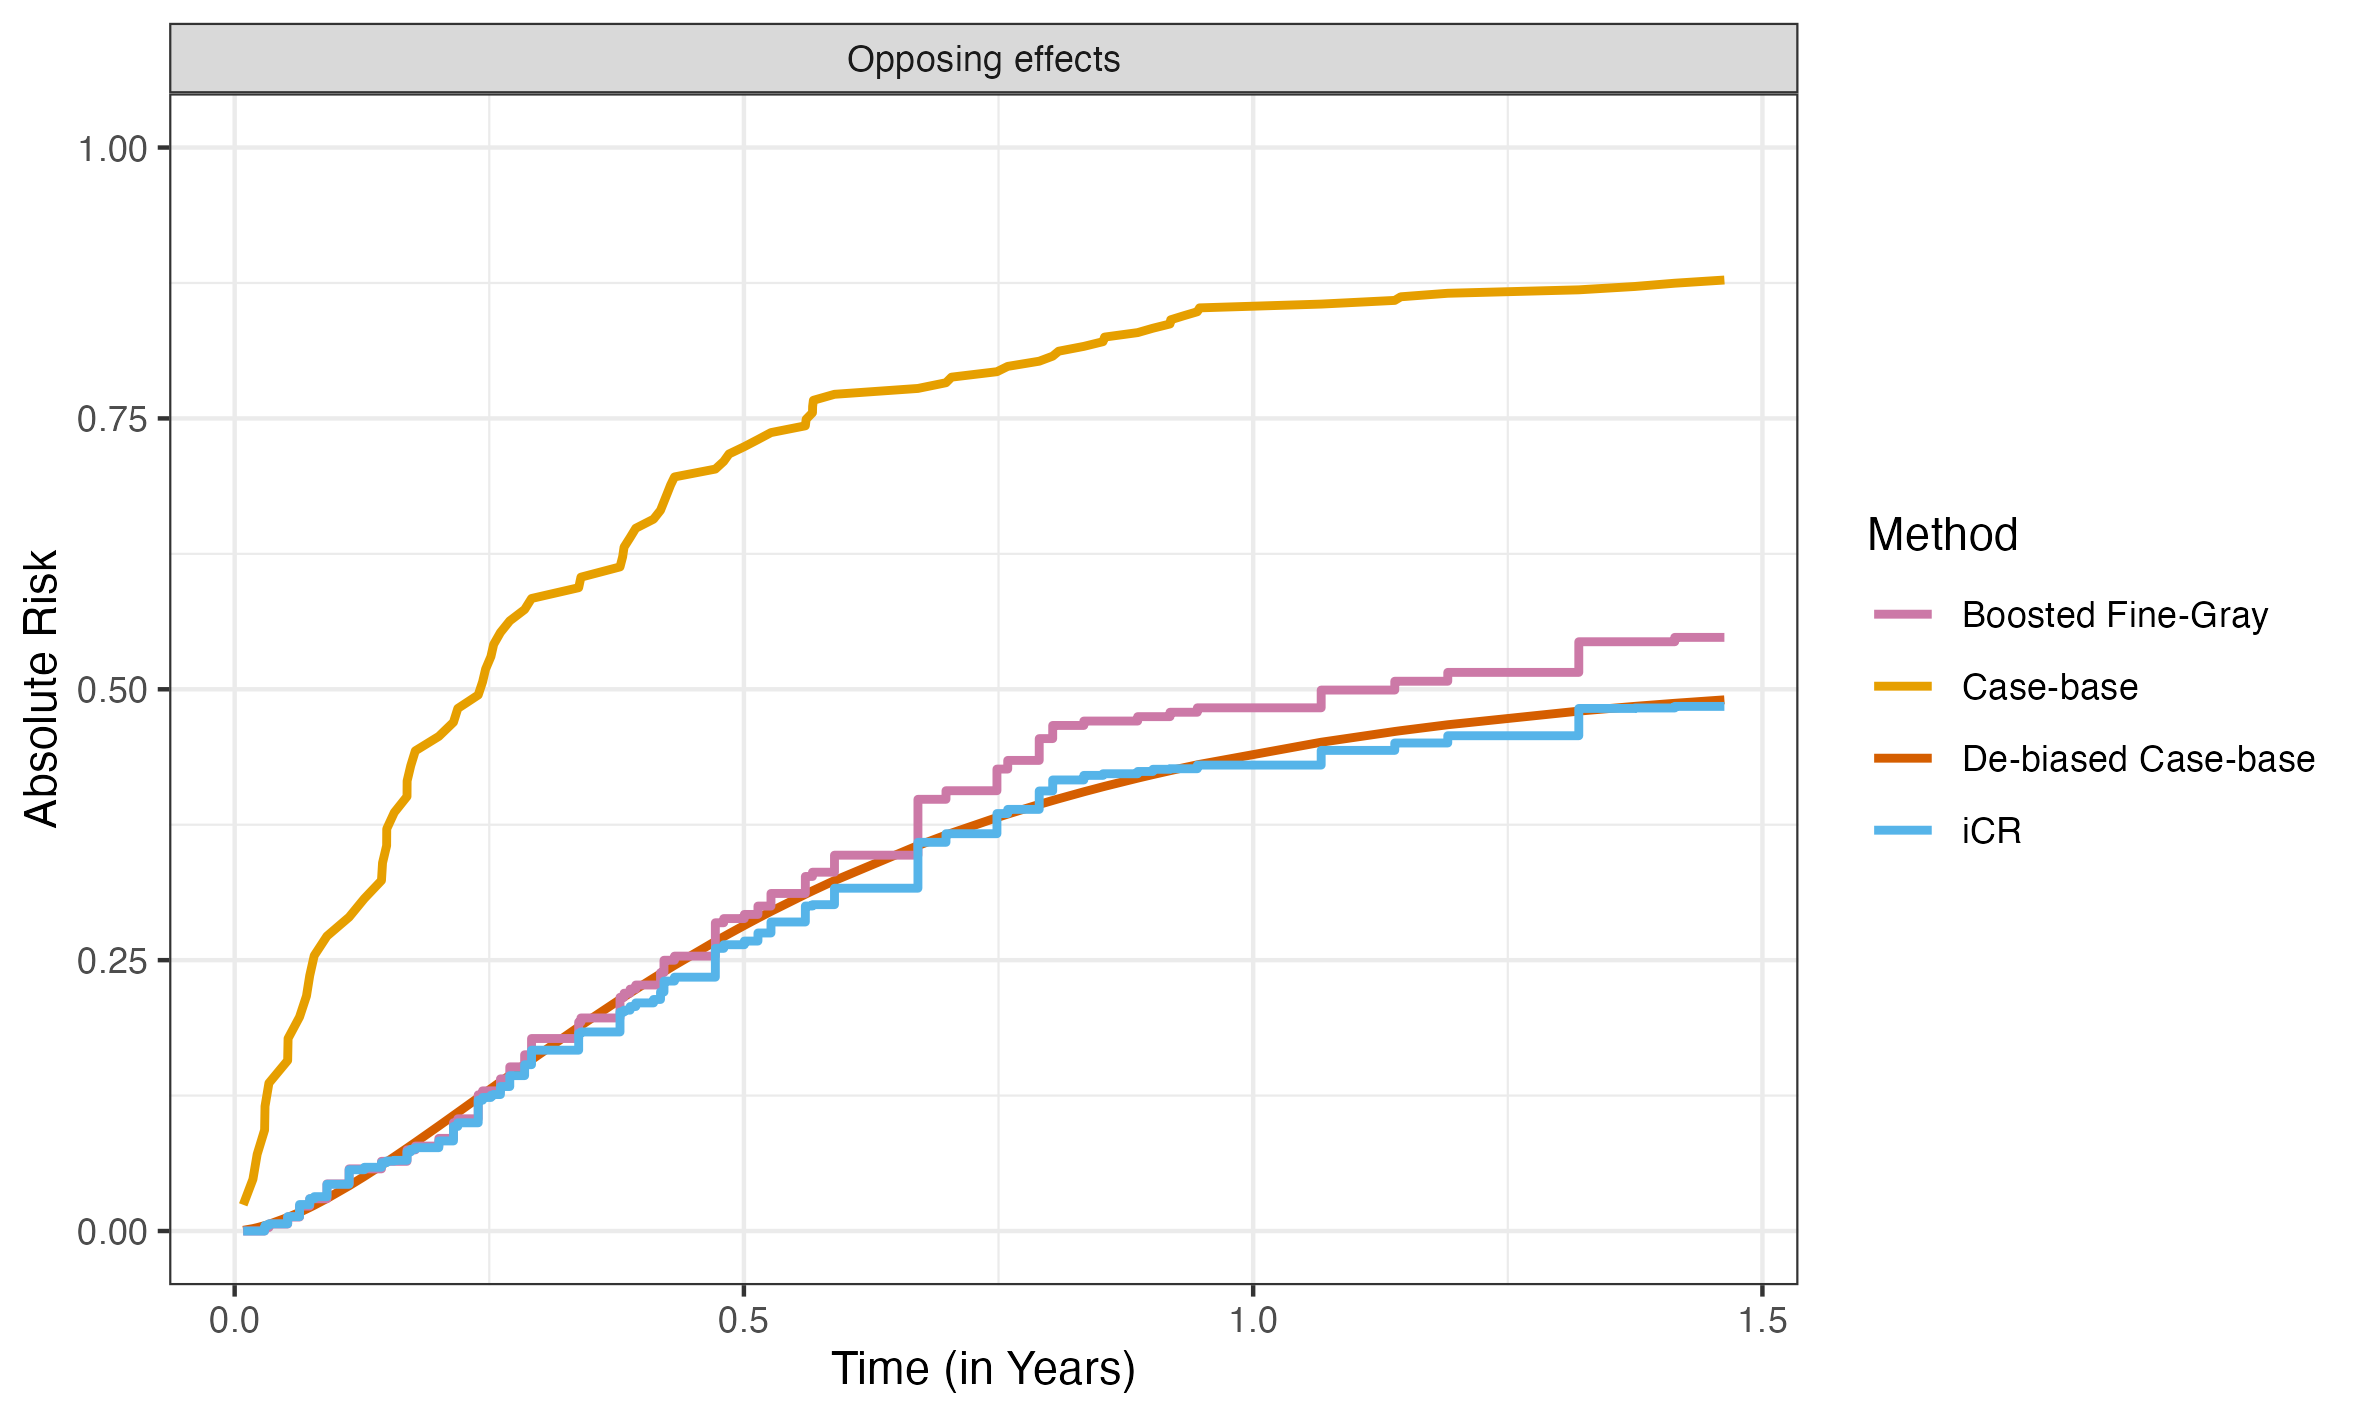 Opposing effects
1.00
0.75
0.50
0.25
0.00
Absolute Risk
0.0
0.5
1.0
1.5
Time (in Years)
Method
Boosted Fine-Gray
Case-base
De-biased Case-base
iCR